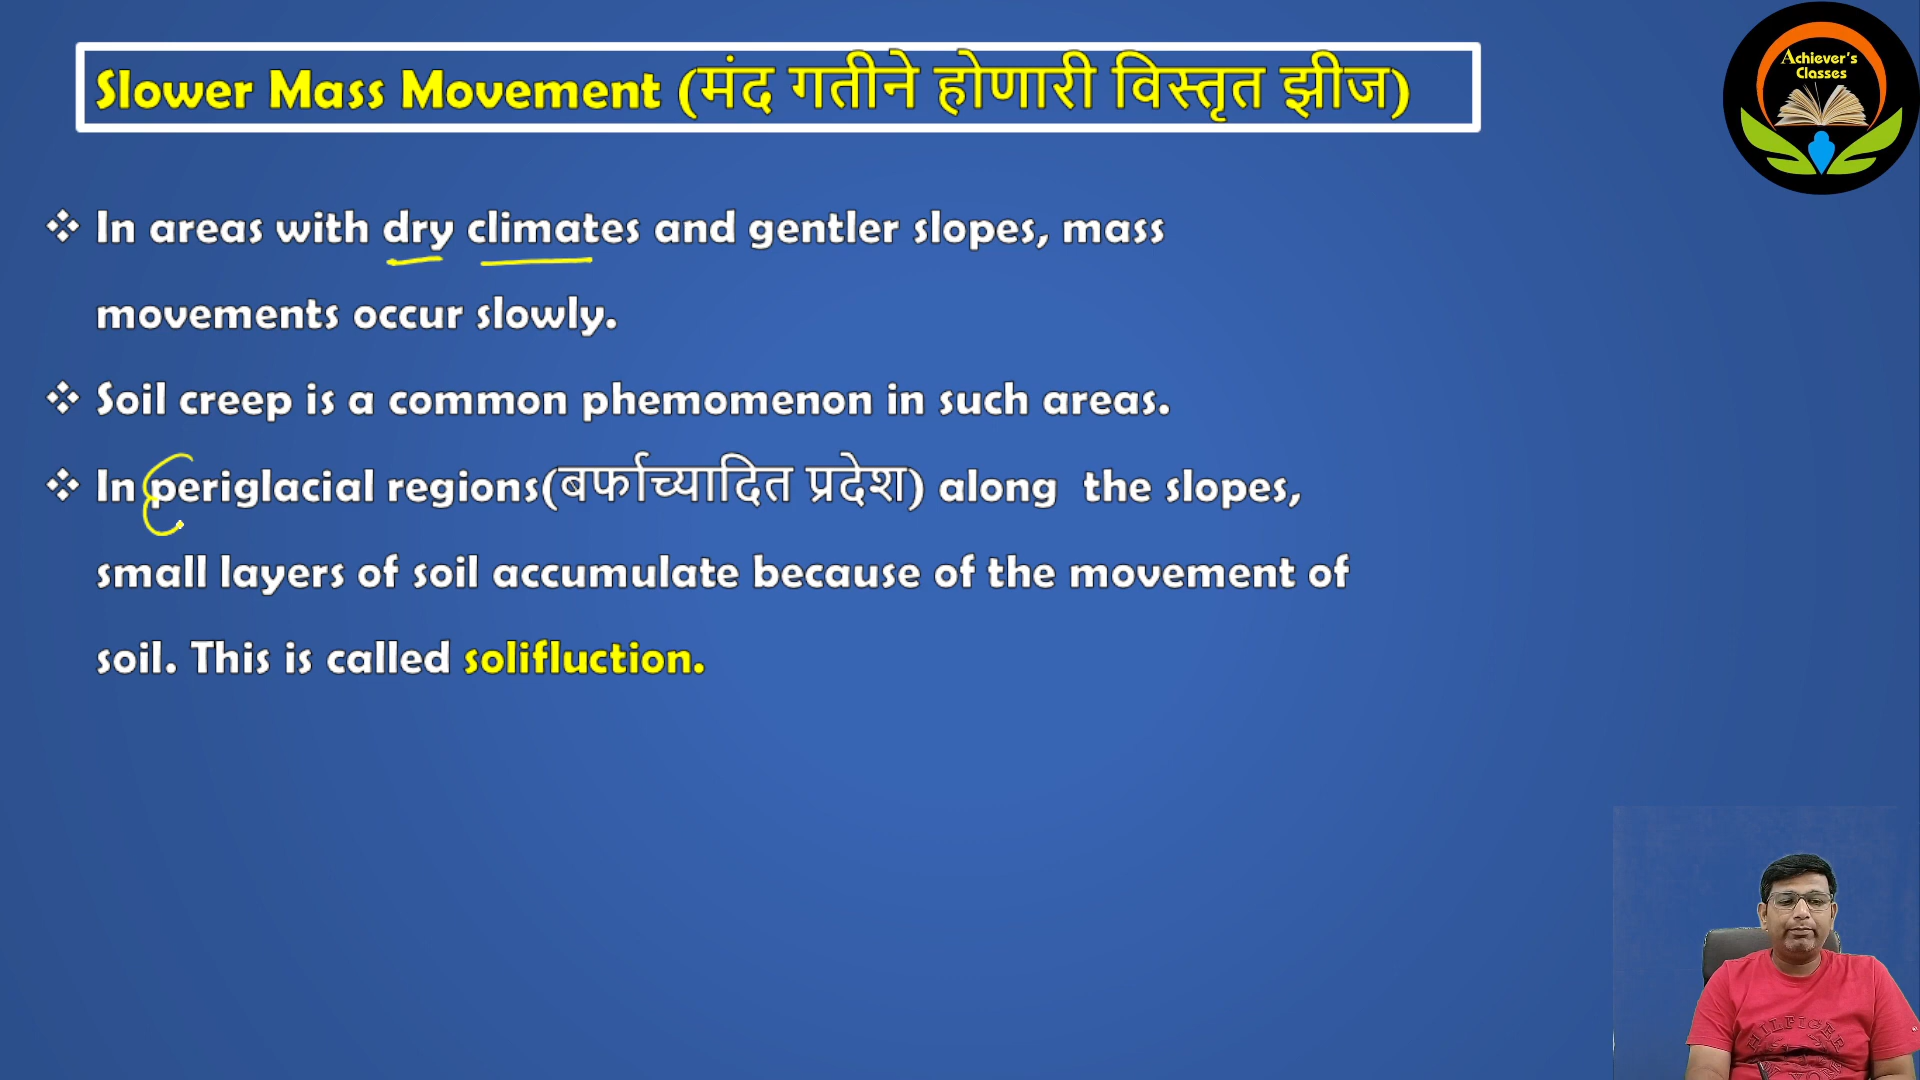 Slower Mass Movement (मंद गतीने होणारी विस्तृत झीज)
Achiever's
Classes
❖ In areas with dry climates and gentler slopes, mass
movements occur slowly.
❖ Soil creep is a common phemomenon in such areas.
❖ In periglacial regions(बर्फाच्यादित प्रदेश) along the slopes,
small layers of soil accumulate because of the movement of
soil. This is called solifluction.
HILFIGER